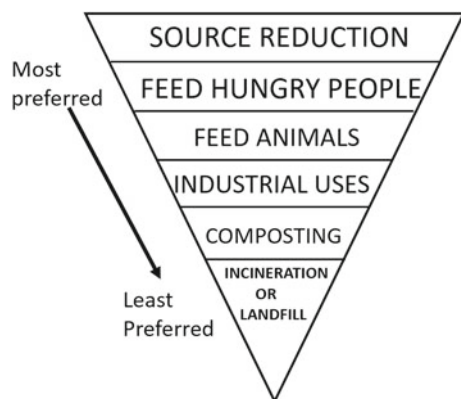 SOURCE REDUCTION
Most
preferred
FEED HUNGRY PEOPLE
FEED ANIMALS
INDUSTRIAL USES
COMPOSTING
INCINERATION
OR
LANDFILL
Least
Preferred